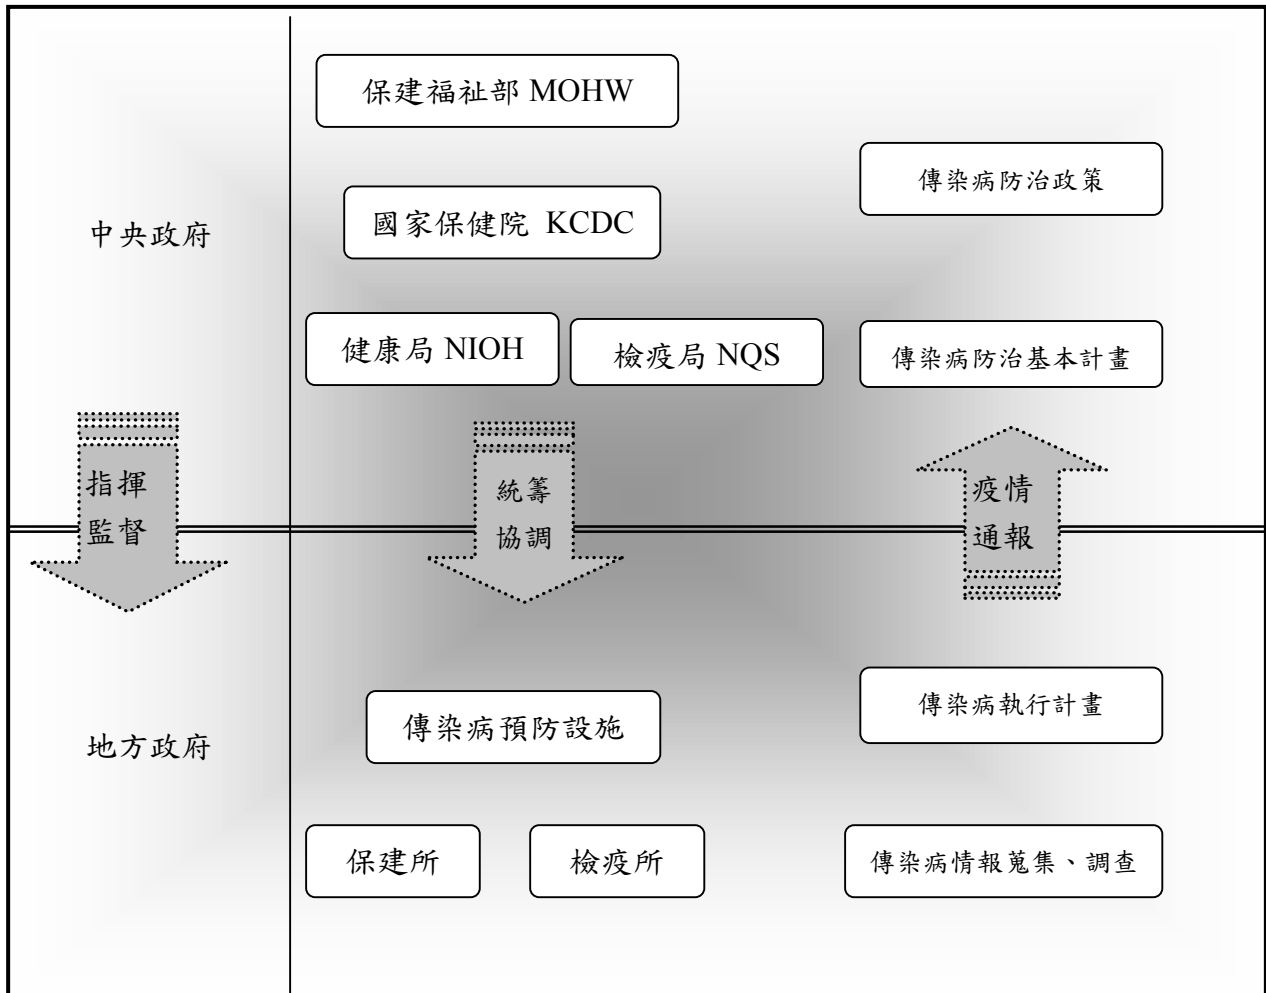 保建福祉部 MOHW
傳染病防治政策
國家保健院 KCDC
中央政府
健康局 NIOH
檢疫局 NQS
傳染病防治基本計畫
指揮
監督
統籌
協調
疫情
通報
傳染病執行計畫
傳染病預防設施
地方政府
保建所
檢疫所
傳染病情報蒐集、調查